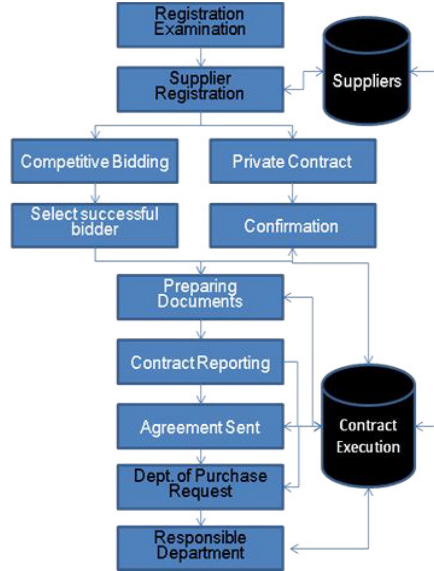 Registration
Examination
Supplier
Registration
Suppliers
Competitive Bidding
Private Contract
Select successful
bidder
Confirmation
Preparing
Documents
Contract Reporting
Agreement Sent
Contract
Execution
Dept. of Purchase
Request
Responsible
Department